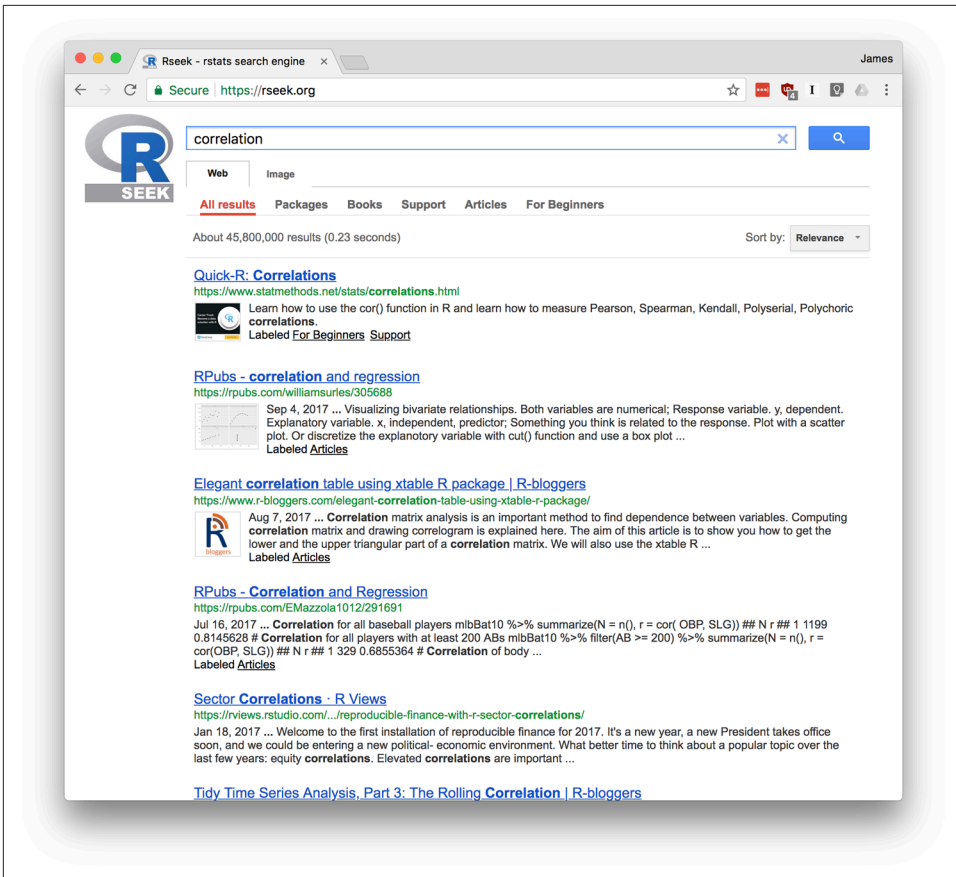 Rseek - rstats search engine ×
James
Secure https://rseek.org
4
I
R
SEEK
correlation
Web Image
All results Packages Books Support Articles For Beginners
About 45,800,000 results (0.23 seconds)
Sort by: Relevance
Quick-R: Correlations
https://www.statmethods.net/stats/correlations.html
Learn how to use the cor() function in R and learn how to measure Pearson, Spearman, Kendall, Polyserial, Polychoric
correlations.
Labeled For Beginners Support
RPubs - correlation and regression
https://rpubs.com/williamsurles/305688
Sep 4, 2017 ... Visualizing bivariate relationships. Both variables are numerical; Response variable. y, dependent.
Explanatory variable. x, independent, predictor; Something you think is related to the response. Plot with a scatter
plot. Or discretize the explanotory variable with cut() function and use a box plot ...
Labeled Articles
Elegant correlation table using xtable R package | R-bloggers
https://www.r-bloggers.com/elegant-correlation-table-using-xtable-r-package/
R
bloggers
Aug 7, 2017 ... Correlation matrix analysis is an important method to find dependence between variables. Computing
correlation matrix and drawing correlogram is explained here. The aim of this article is to show you how to get the
lower and the upper triangular part of a correlation matrix. We will also use the xtable R ...
Labeled Articles
RPubs - Correlation and Regression
https://rpubs.com/EMazzola1012/291691
Jul 16, 2017 ... Correlation for all baseball players mlbBat10 %>% summarize(N = n(), r = cor( OBP, SLG)) ## N r ## 1 1199
0.8145628 # Correlation for all players with at least 200 ABs mlbBat10 %>% filter(AB >= 200) %>% summarize(N = n(), r =
cor(OBP, SLG)) ## N r ## 1 329 0.6855364 # Correlation of body ...
Labeled Articles
Sector Correlations · R Views
https://rviews.rstudio.com/.../reproducible-finance-with-r-sector-correlations/
Jan 18, 2017 ... Welcome to the first installation of reproducible finance for 2017. It's a new year, a new President takes office
soon, and we could be entering a new political- economic environment. What better time to think about a popular topic over the
last few years: equity correlations. Elevated correlations are important ...
Tidy Time Series Analysis, Part 3: The Rolling Correlation | R-bloggers